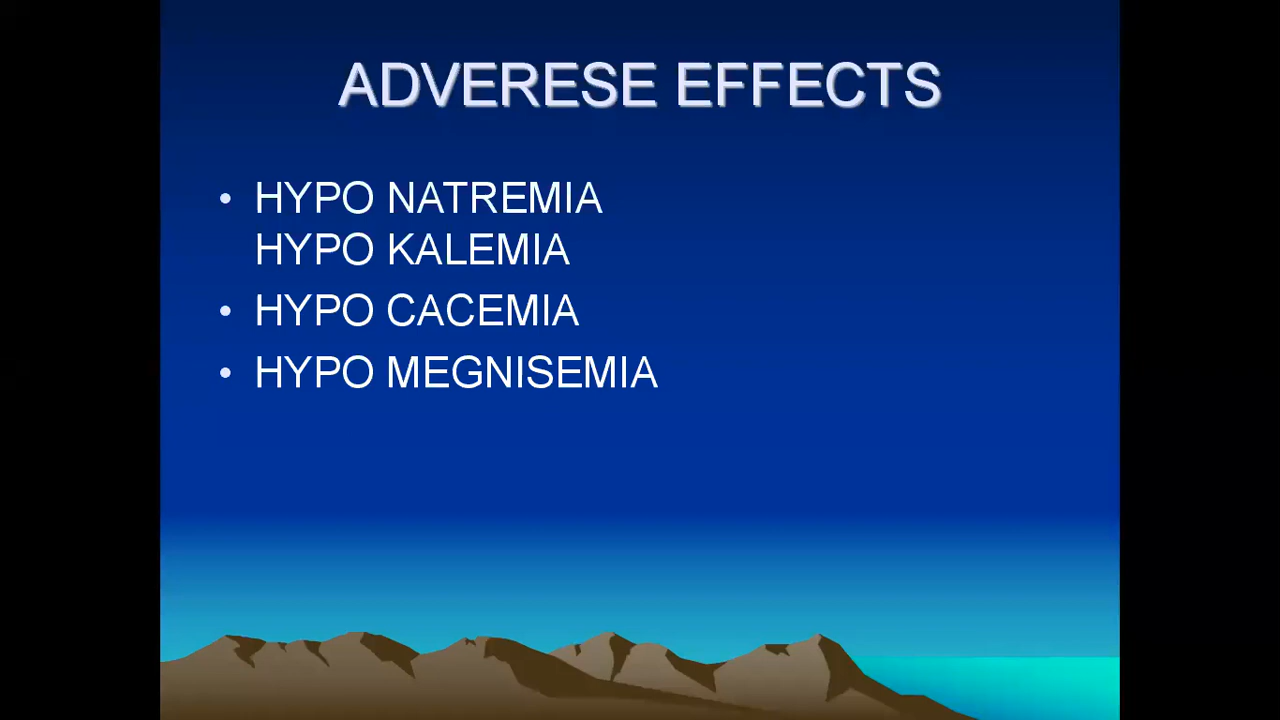 ADVERESE EFFECTS
• HYPO NATREMIA
HYPO KALEMIA
• HYPO CACEMIA
• HYPO MEGNISEMIA